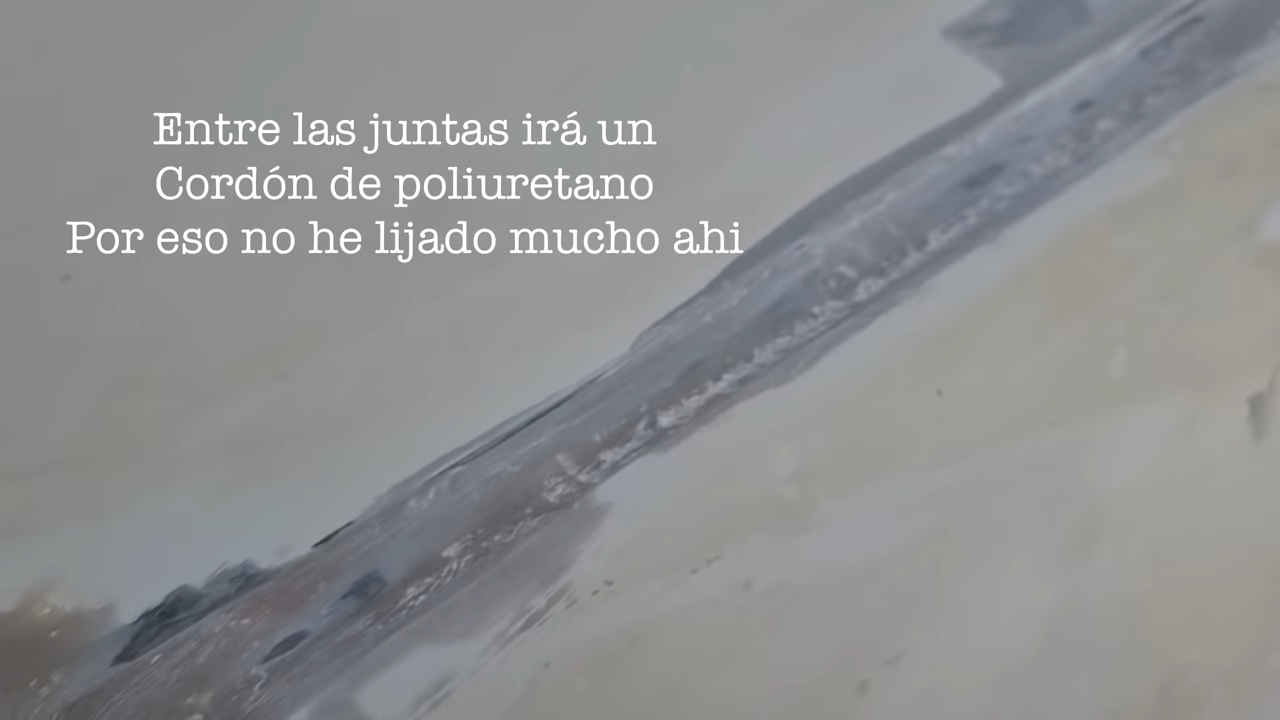 Entre las juntas irá un
Cordón de poliuretano
Por eso no he lijado mucho ahi